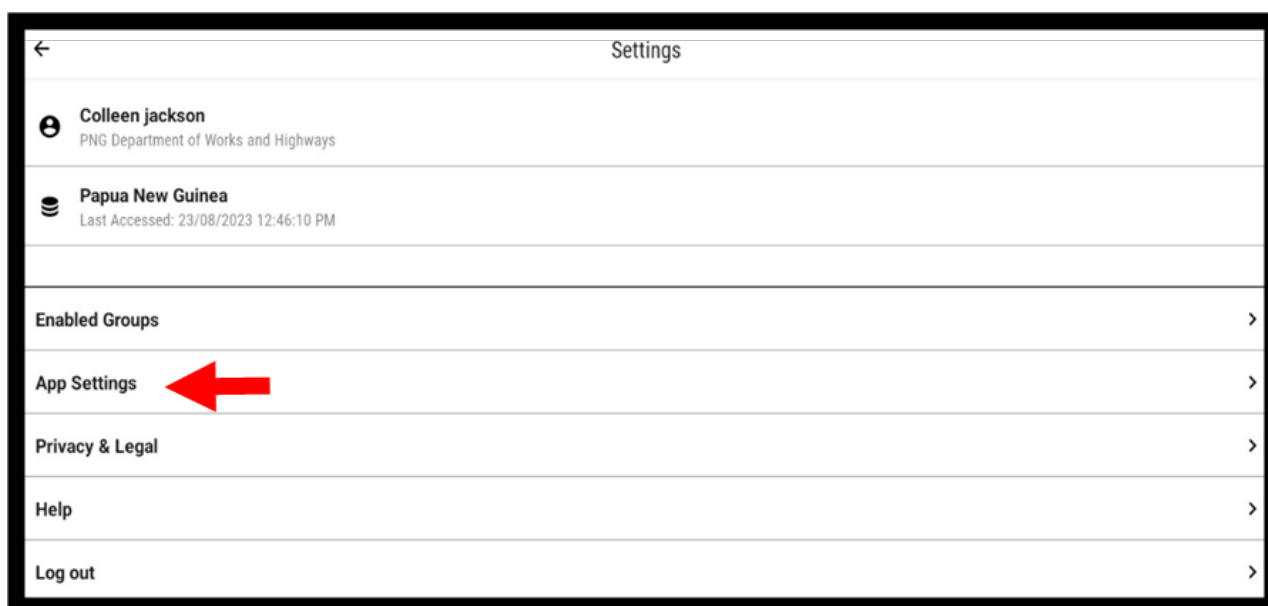 Settings
Colleen jackson
PNG Department of Works and Highways
Papua New Guinea
Last Accessed: 23/08/2023 12:46:10 PM
Enabled Groups
App Settings
Privacy & Legal
Help
Log out